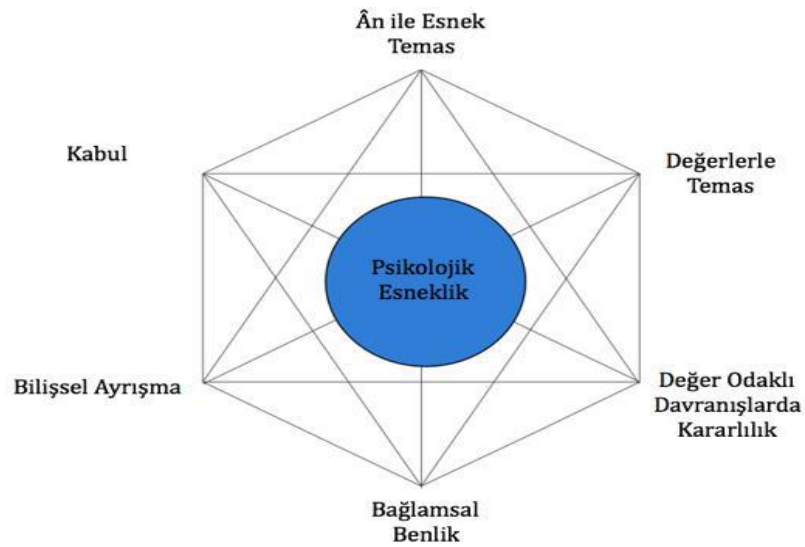 Ân ile Esnek
Temas
Kabul
Değerlerle
Temas
Psikolojik
Esneklik
Bilişsel Ayrışma
Değer Odaklı
Davranışlarda
Kararlılık
Bağlamsal
Benlik